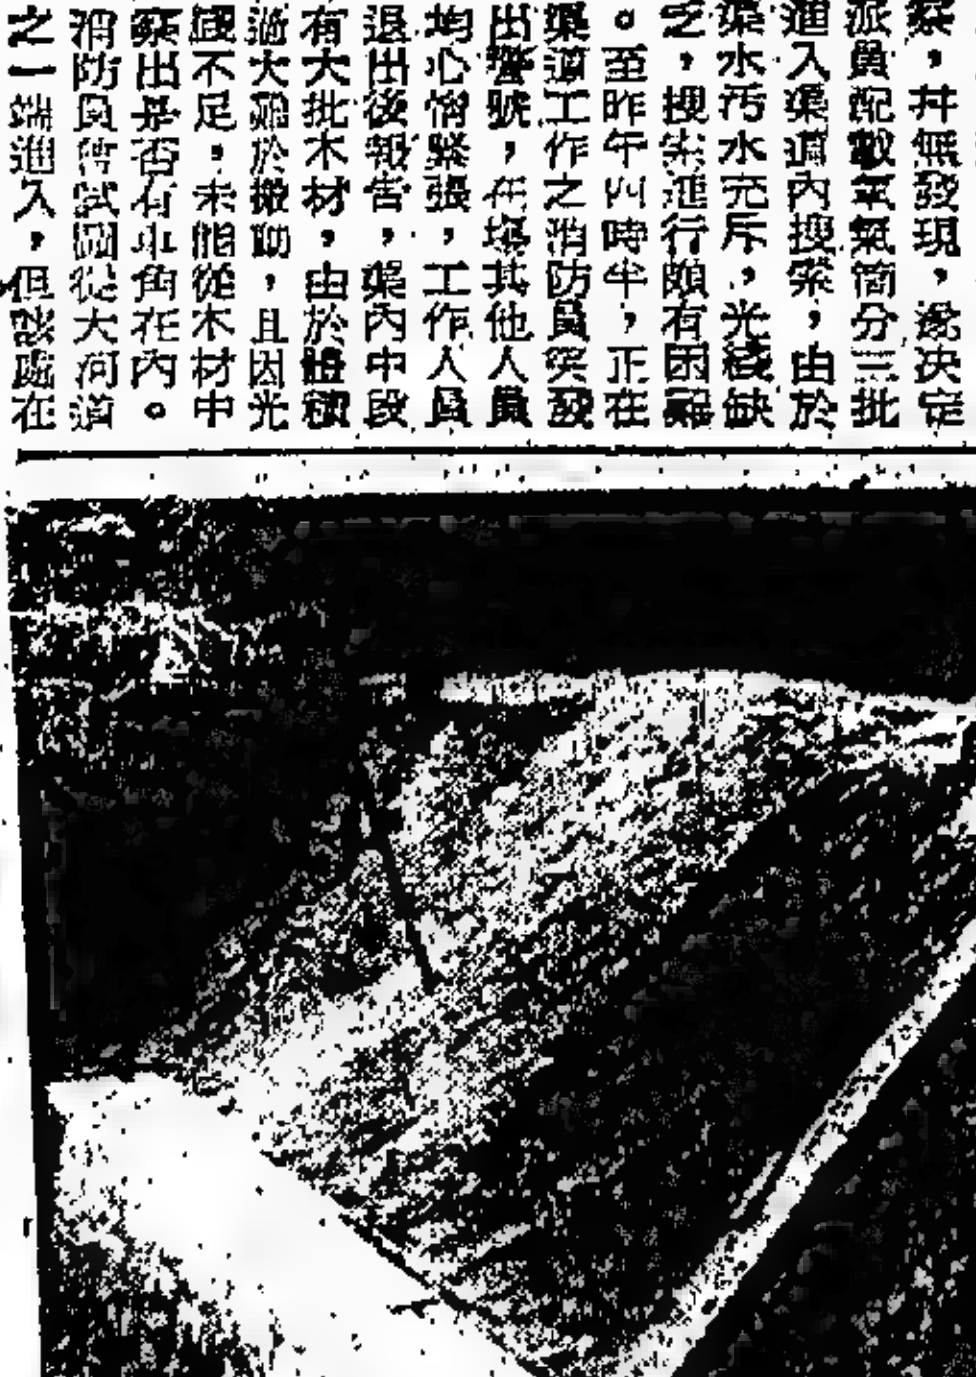 察，幷無發現，遂决定
派員配戴氧氣筒分三批
進入渠道內搜索，由於
渠水汚水充斥，光綫缺
乏，搜索進行頗有困難
。至昨午四時半，正在
渠道工作之消防員突發
出警號，在場其他人員
均心情緊張，工作人員
退出後報告，渠內中段
有大批木材，由於體積
過大難於搬動，且因光
國不足，未能從木材中
察出是否有水角在內。
消防員嘗試圖從大河道
之一端進入，但該處在